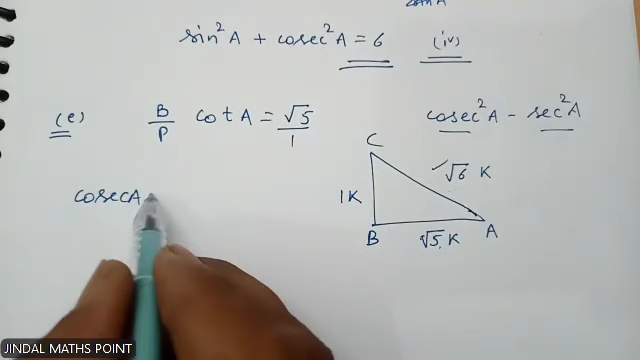 sin²A + cosec²A = 6 (iv)
(e) B/P cot A = √5/1 cosec²A - sec²A
C
√6 K
1K
B √5 K A
cosecA
JINDAL MATHS POINT